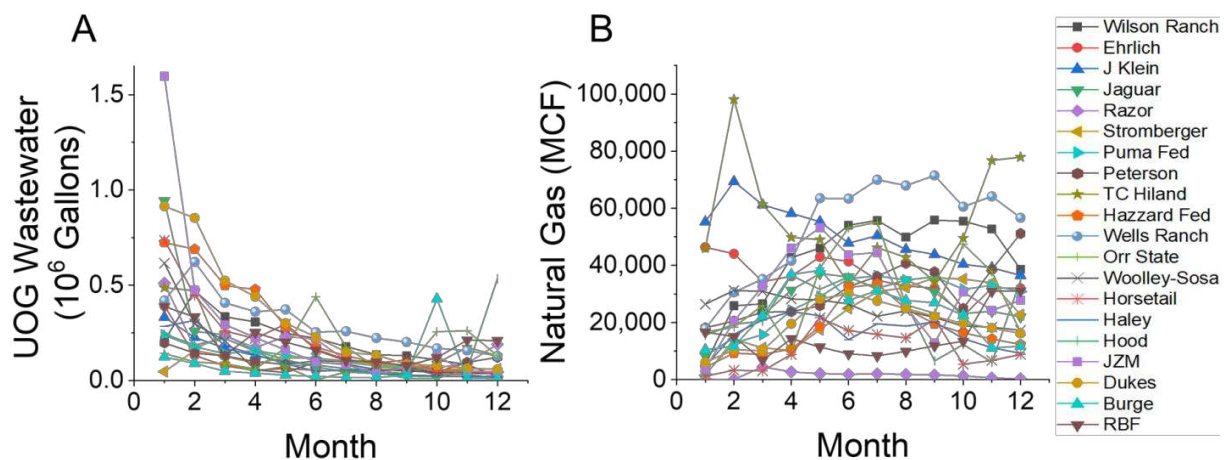 A
UOG Wastewater
(10⁶ Gallons)
1.5
1.0
0.5
0.0
0 2 4 6 8 10 12
Month
B
Natural Gas (MCF)
100,000
80,000
60,000
40,000
20,000
0
0 2 4 6 8 10 12
Month
Wilson Ranch
Ehrlich
J Klein
Jaguar
Razor
Stromberger
Puma Fed
Peterson
TC Hiland
Hazzard Fed
Wells Ranch
Orr State
Woolley-Sosa
Horsetail
Haley
Hood
JZM
Dukes
Burge
RBF